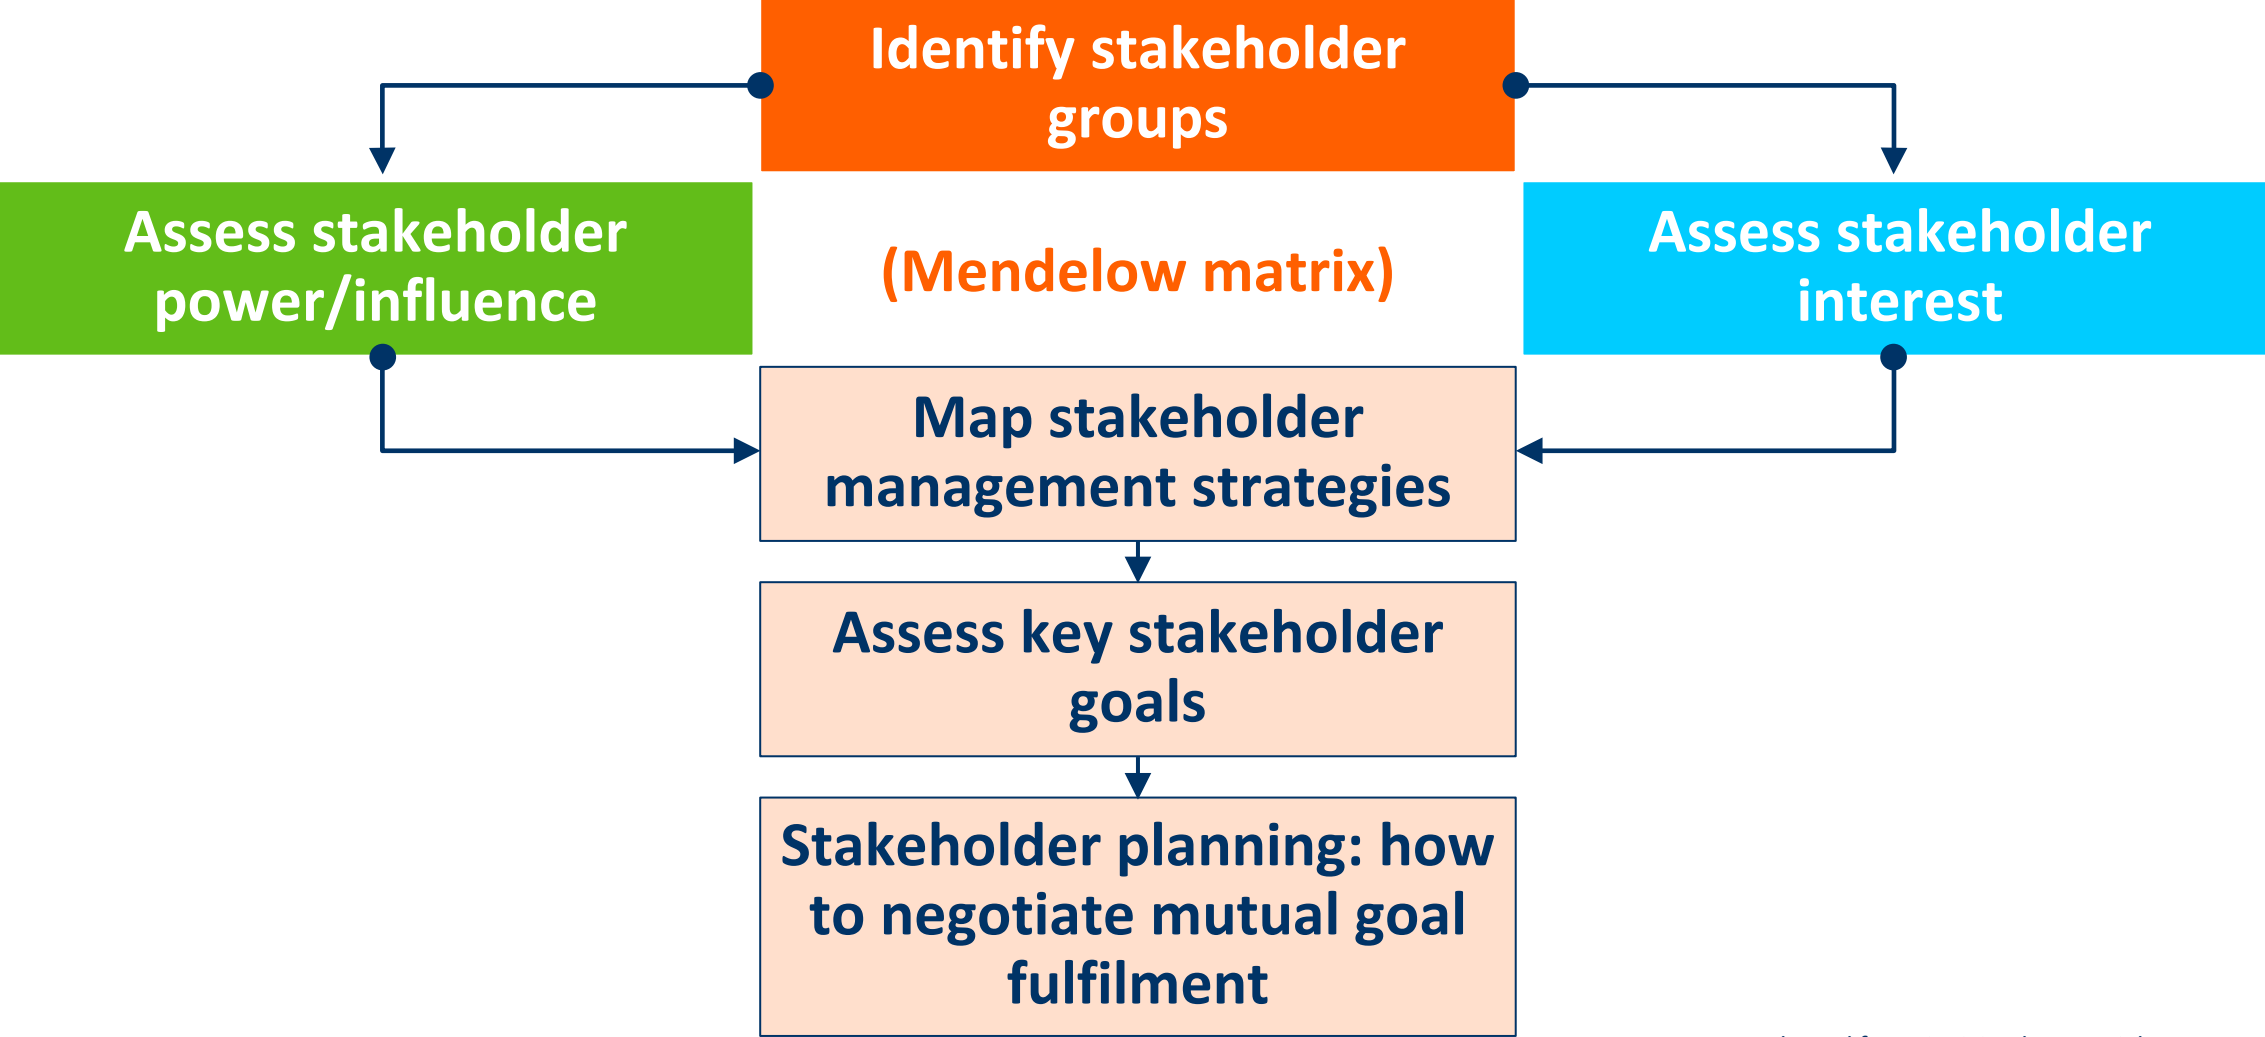 Identify stakeholder
groups
Assess stakeholder
power/influence
(Mendelow matrix)
Assess stakeholder
interest
Map stakeholder
management strategies
Assess key stakeholder
goals
Stakeholder planning: how
to negotiate mutual goal
fulfilment